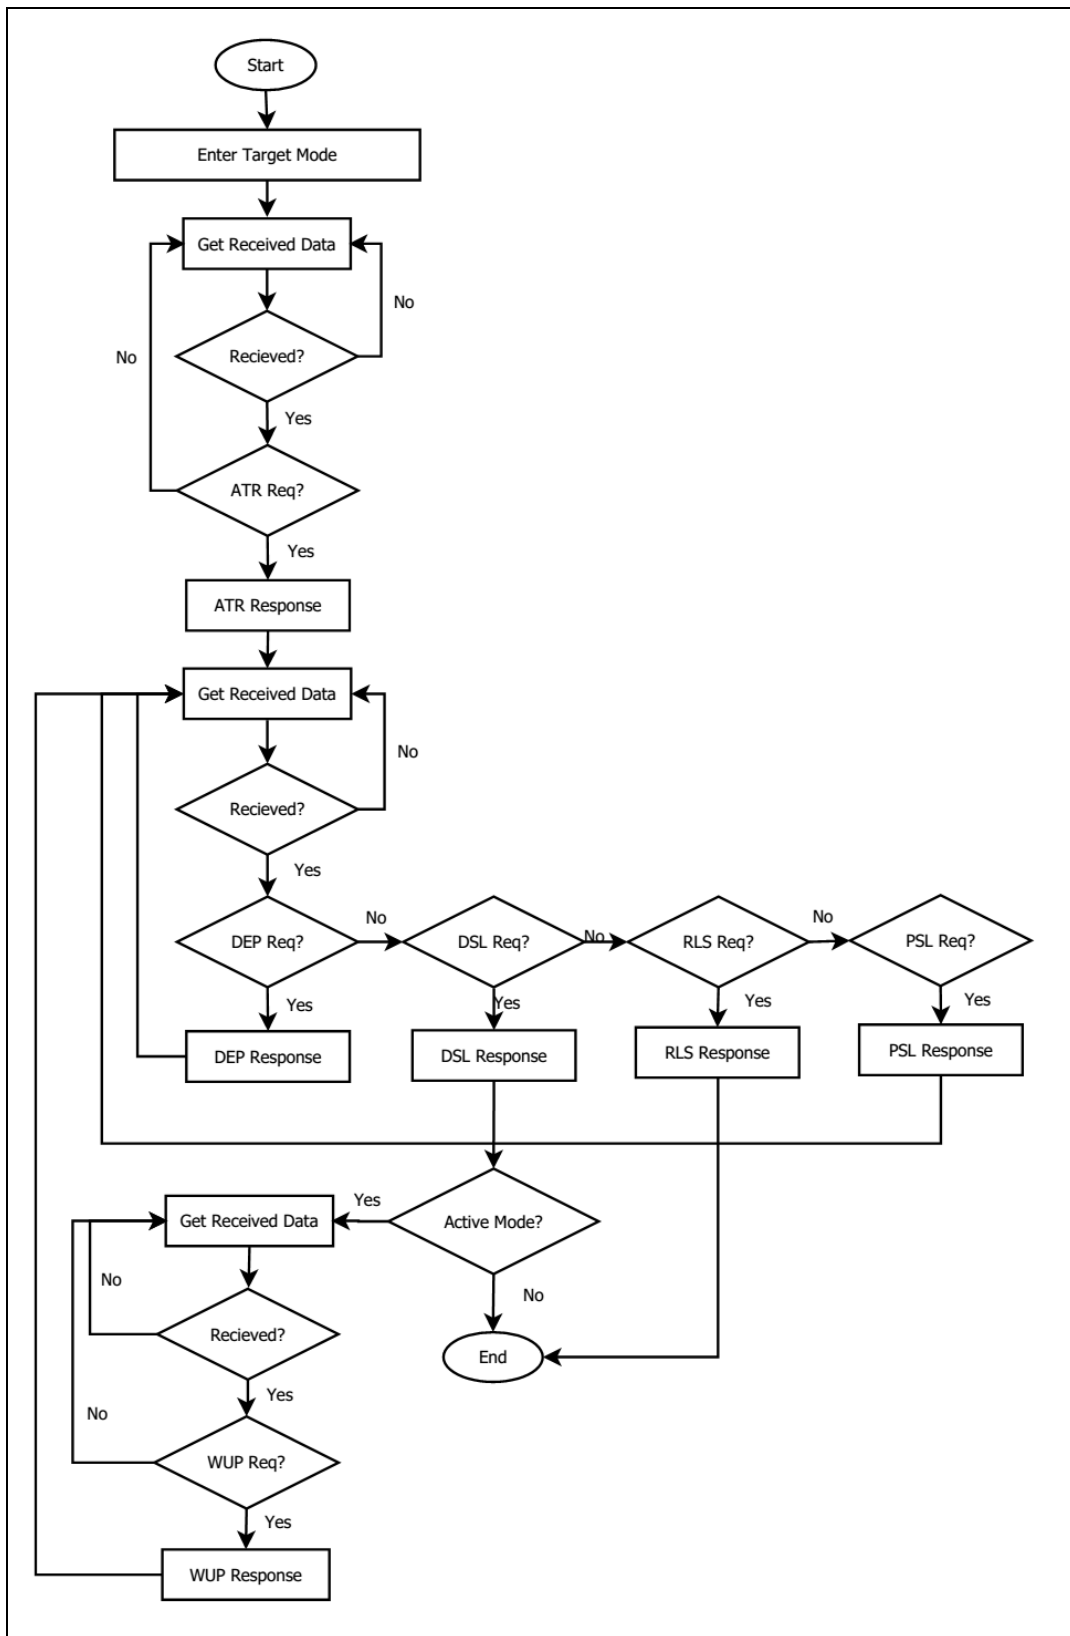 Start
Enter Target Mode
Get Received Data
No
No
Recieved?
Yes
ATR Req?
Yes
ATR Response
Get Received Data
No
Recieved?
Yes
No
No
No
DEP Req?
DSL Req?
RLS Req?
PSL Req?
Yes
Yes
Yes
Yes
DEP Response
DSL Response
RLS Response
PSL Response
Yes
Get Received Data
Active Mode?
No
No
Recieved?
End
Yes
No
WUP Req?
Yes
WUP Response